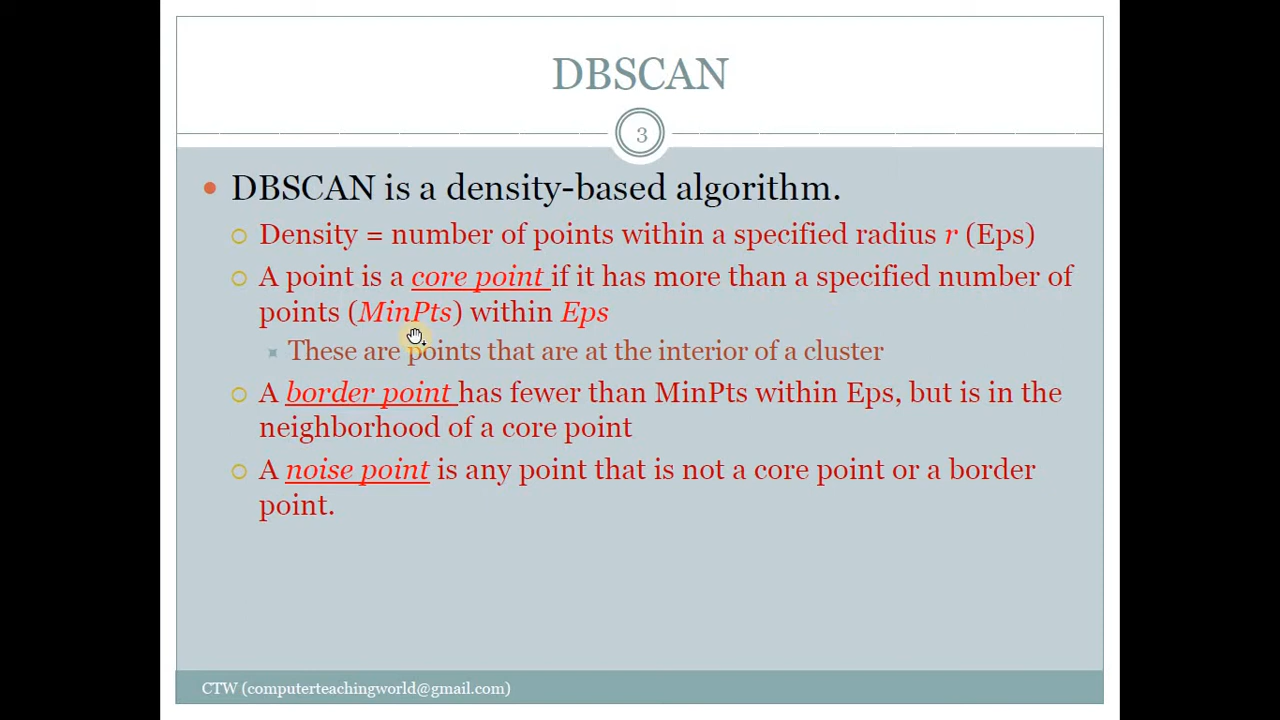 DBSCAN
3
DBSCAN is a density-based algorithm.
Density = number of points within a specified radius r (Eps)
A point is a core point if it has more than a specified number of
points (MinPts) within Eps
These are points that are at the interior of a cluster
A border point has fewer than MinPts within Eps, but is in the
neighborhood of a core point
A noise point is any point that is not a core point or a border
point.
CTW (computerteachingworld@gmail.com)